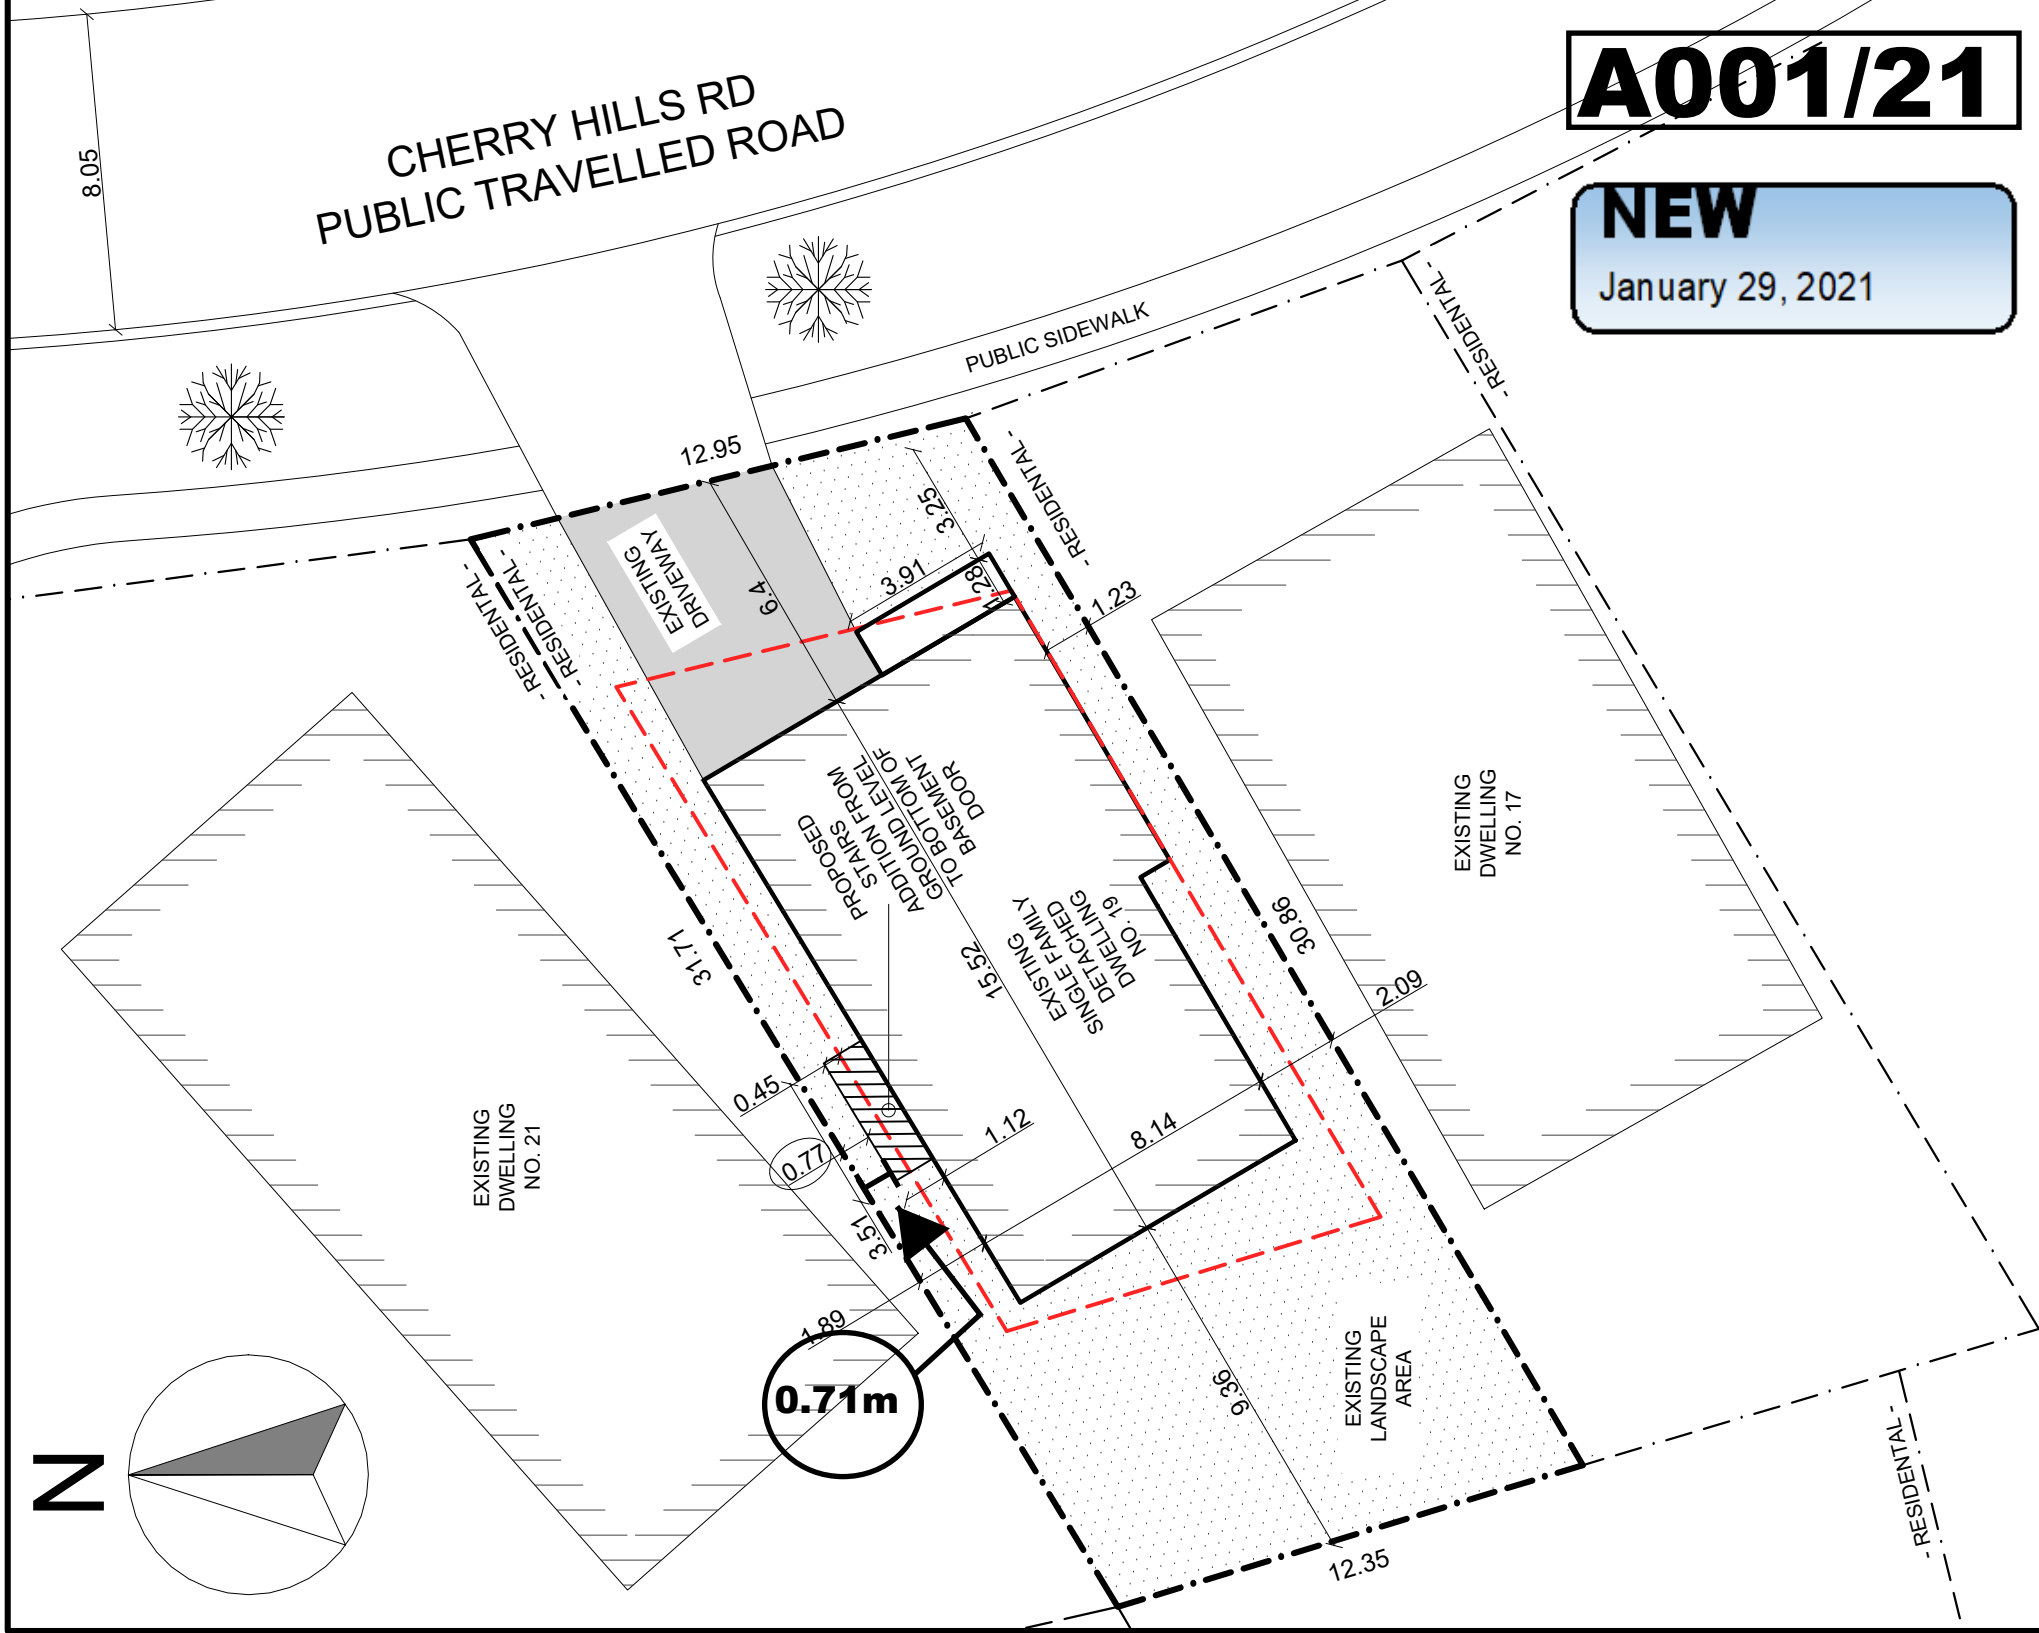 A001/21
NEW
January 29, 2021
8.05
CHERRY HILLS RD
PUBLIC TRAVELLED ROAD
PUBLIC SIDEWALK
- RESIDENTAL -
12.95
- RESIDENTAL -
3.25
EXISTING
DRIVEWAY
6.4
3.91
1.28
1.23
- RESIDENTAL -
- RESIDENTAL -
PROPOSED
STAIRS
ADDITION FROM
GROUND LEVEL
TO BOTTOM OF
BASEMENT
DOOR
EXISTING
SINGLE FAMILY
DETACHED
DWELLING
NO. 19
EXISTING
DWELLING
NO. 17
31.71
15.52
30.86
2.09
0.45
0.77
1.12
8.14
3.51
1.89
EXISTING
DWELLING
NO. 21
0.71m
9.36
EXISTING
LANDSCAPE
AREA
12.35
- RESIDENTAL -
N